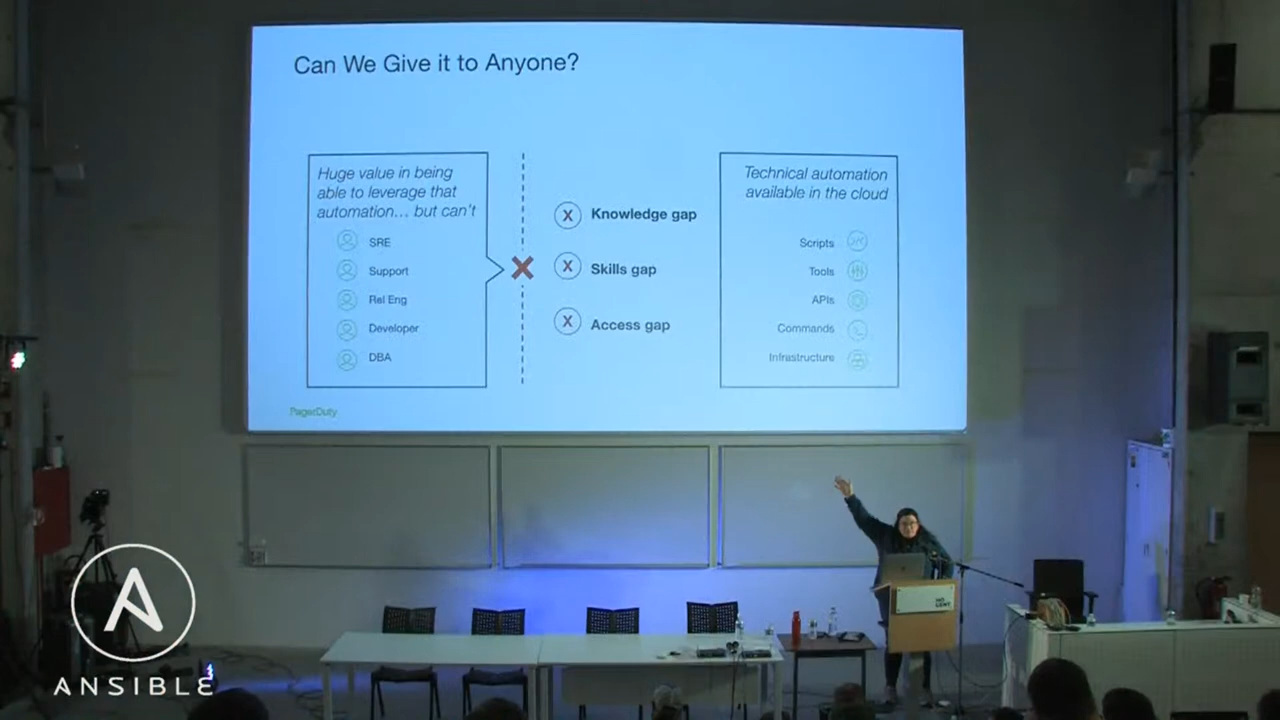 Can We Give it to Anyone?
Huge value in being
able to leverage that
automation... but can't
SRE
Support
Rel Eng
Developer
DBA
X Knowledge gap
X Skills gap
X Access gap
Technical automation
available in the cloud
Scripts
Tools
APIs
Commands
Infrastructure
PagerDuty
ANSIBLE